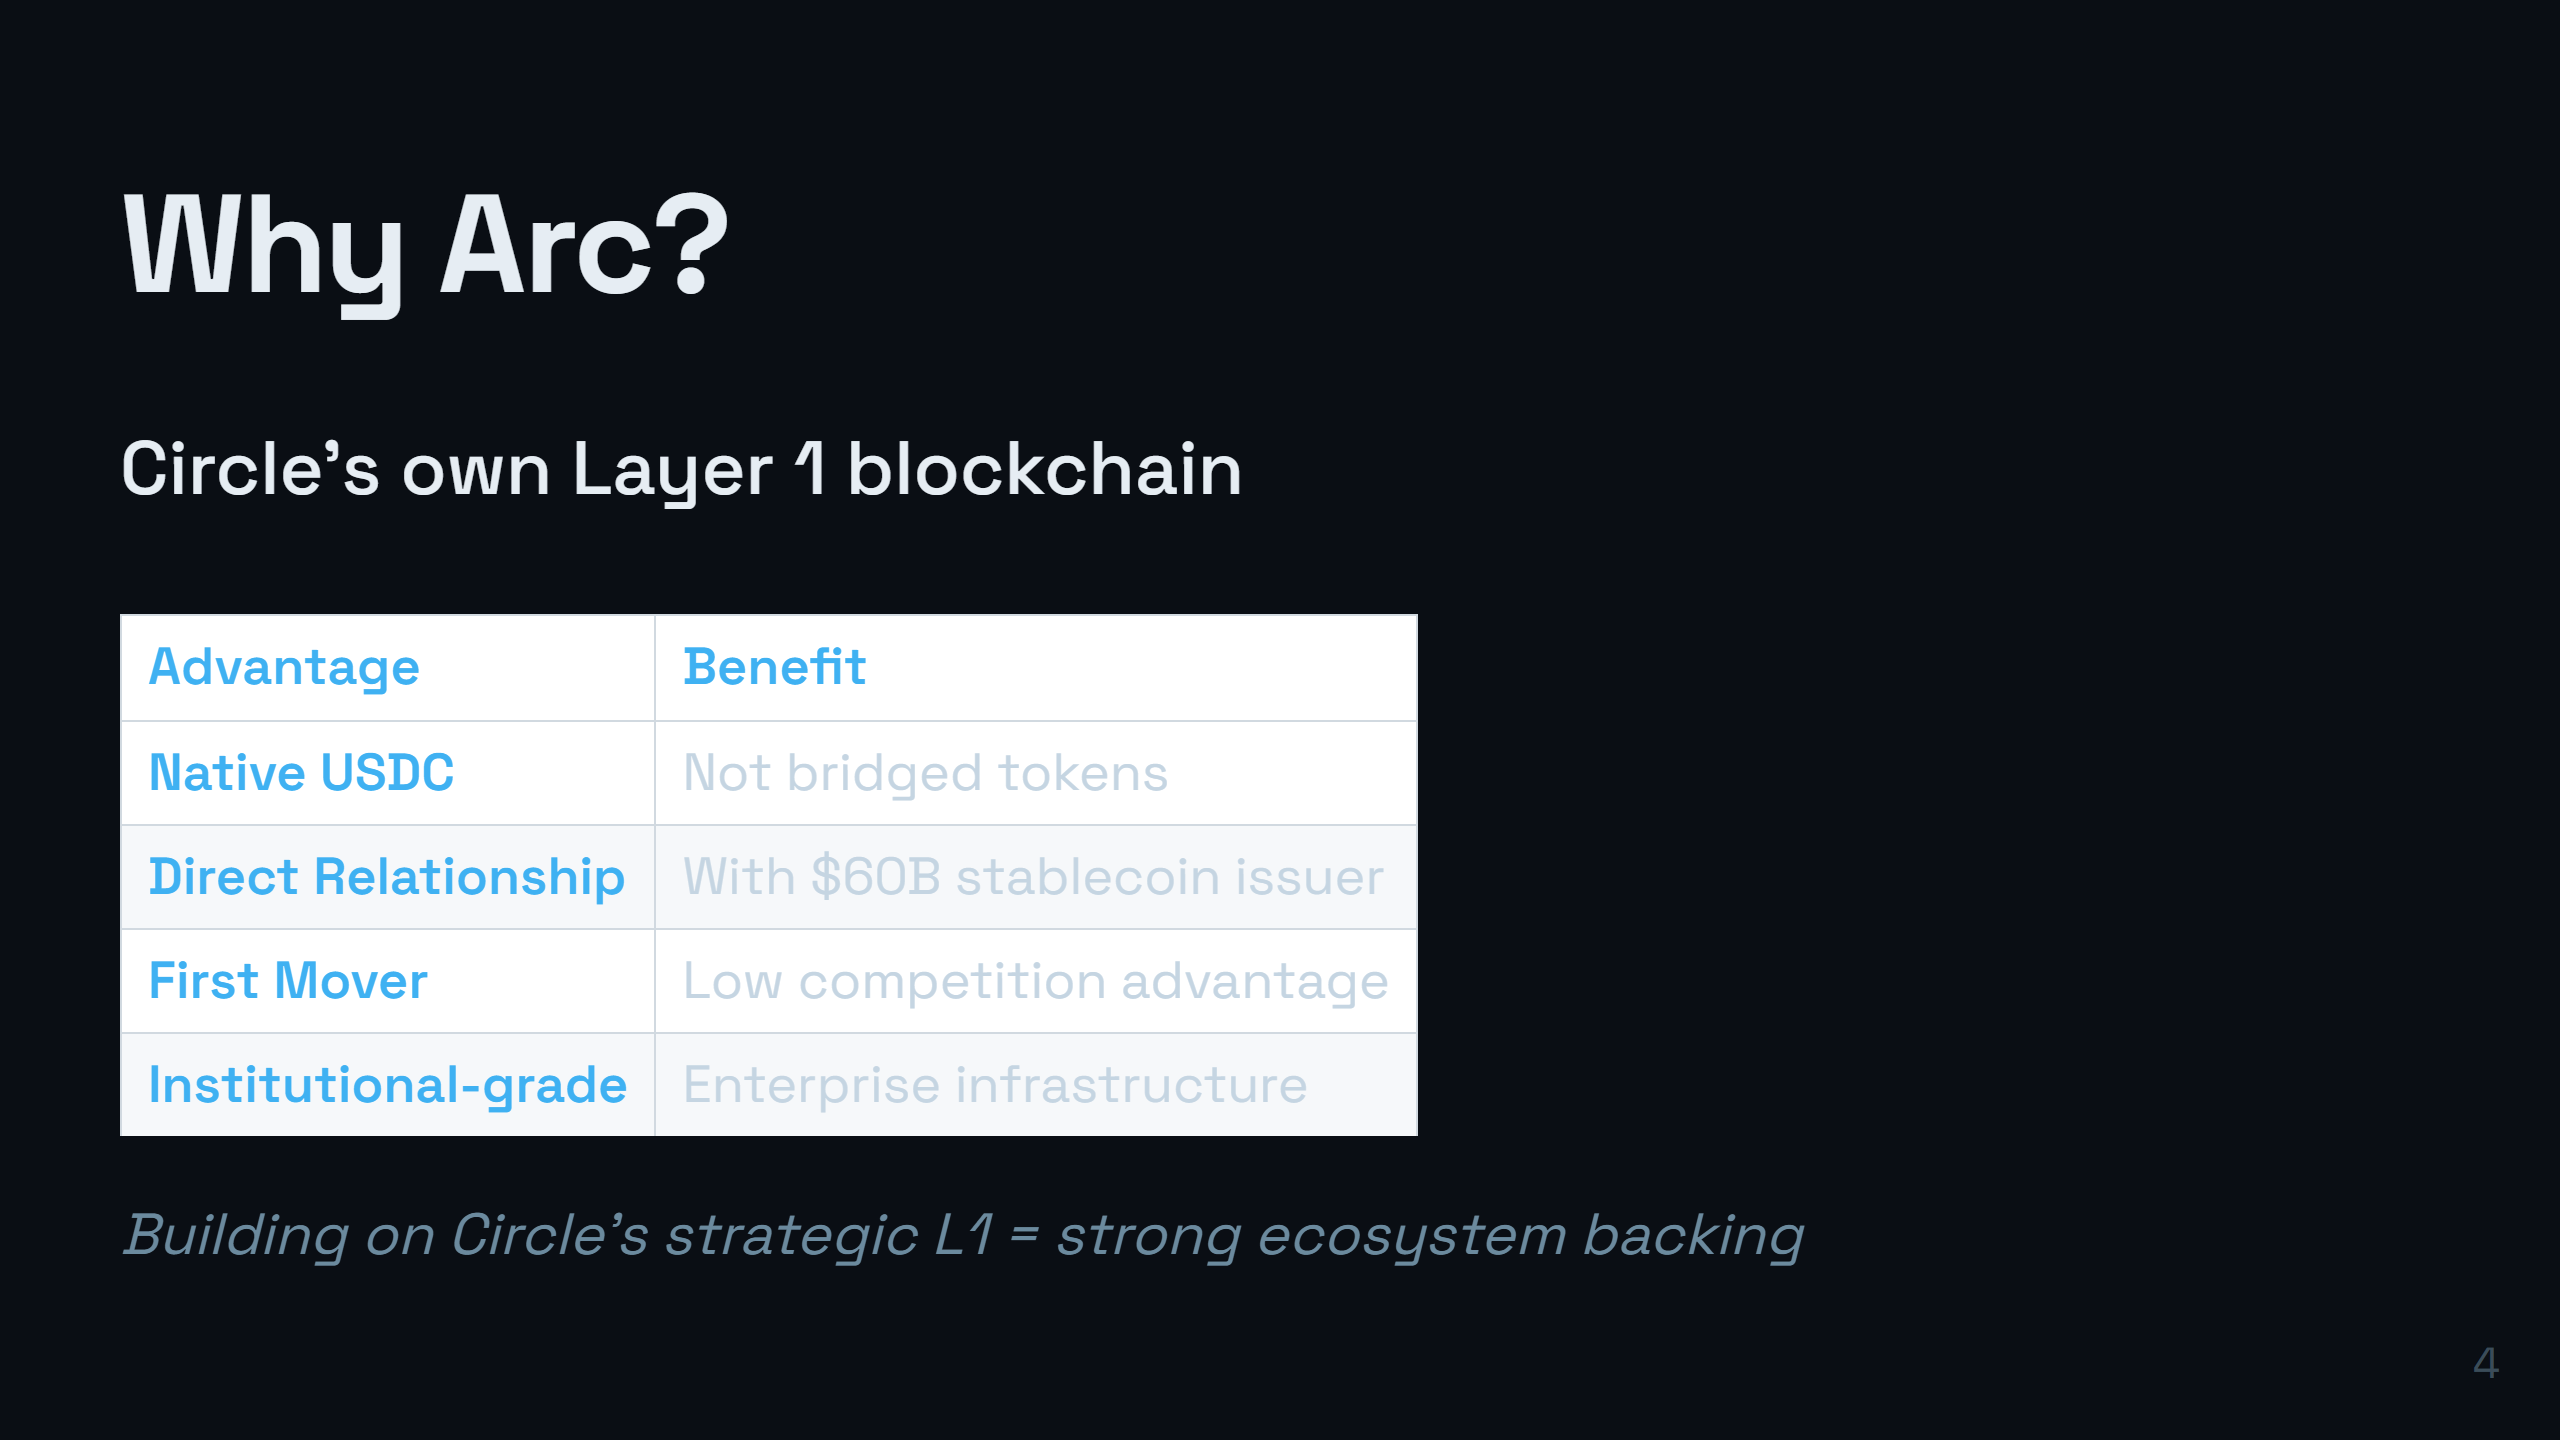 Why Arc?
Circle’s own Layer 1 blockchain
Advantage Benefit
Native USDC Not bridged tokens
Direct Relationship With $60B stablecoin issuer
First Mover Low competition advantage
Institutional-grade Enterprise infrastructure
Building on Circle’s strategic L1 = strong ecosystem backing
4